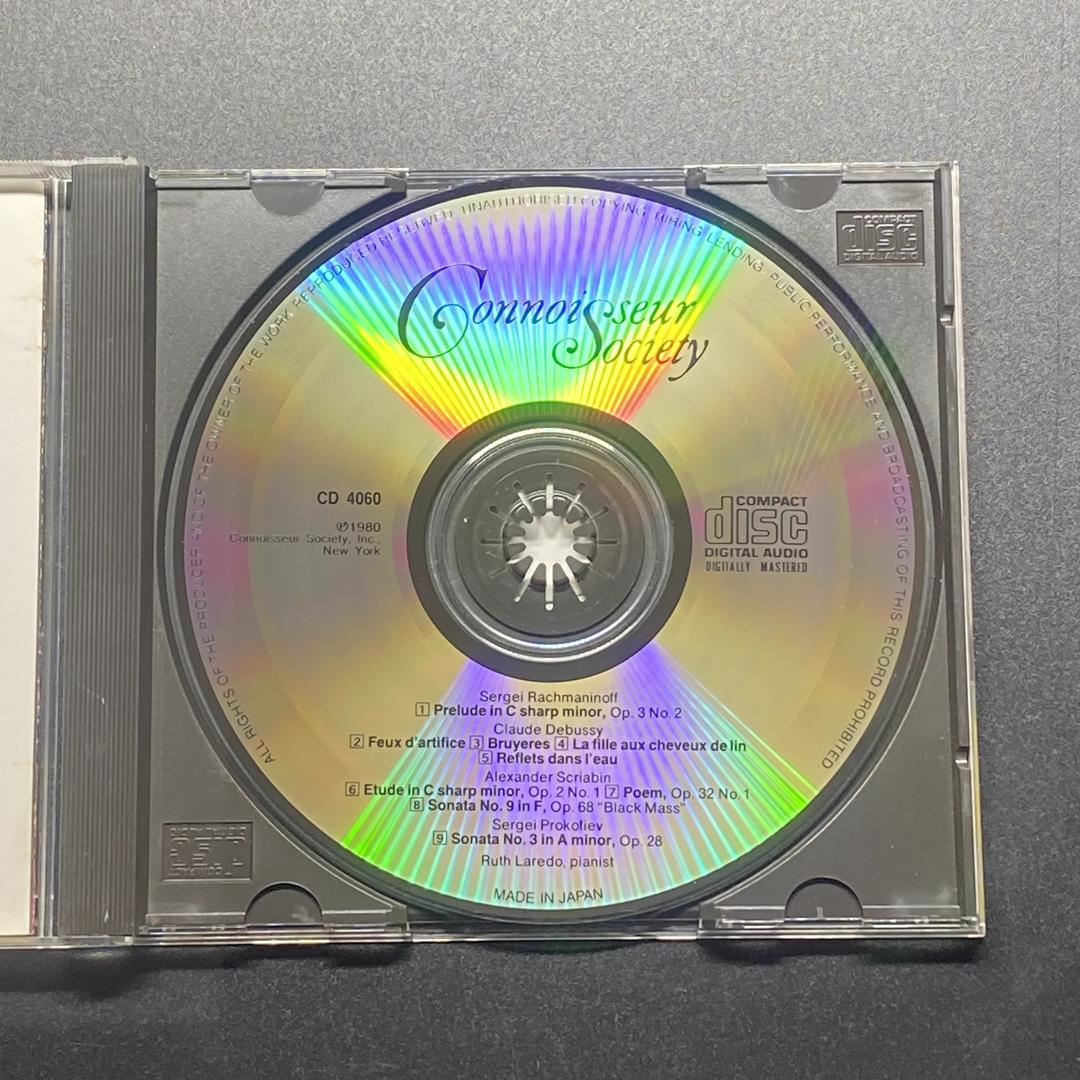 ALL RIGHTS OF THE PRODUCER AND OF THE OWNER OF THE WORK REPRODUCED RESERVED. UNAUTHORISED COPYING, HIRING, LENDING, PUBLIC PERFORMANCE AND BROADCASTING OF THIS RECORD PROHIBITED
Connoisseur
Society
COMPACT
disc
DIGITAL AUDIO
CD 4060
℗1980
Connoisseur Society, Inc.,
New York
COMPACT
disc
DIGITAL AUDIO
DIGITALLY MASTERED
Sergei Rachmaninoff
1 Prelude in C sharp minor, Op. 3 No. 2
Claude Debussy
2 Feux d'artifice 3 Bruyeres 4 La fille aux cheveux de lin
5 Reflets dans l'eau
Alexander Scriabin
6 Etude in C sharp minor, Op. 2 No. 1 7 Poem, Op. 32 No. 1
8 Sonata No. 9 in F, Op. 68 "Black Mass"
Sergei Prokofiev
9 Sonata No. 3 in A minor, Op. 28
Ruth Laredo, pianist
MADE IN JAPAN
COMPACT
disc
DIGITAL AUDIO